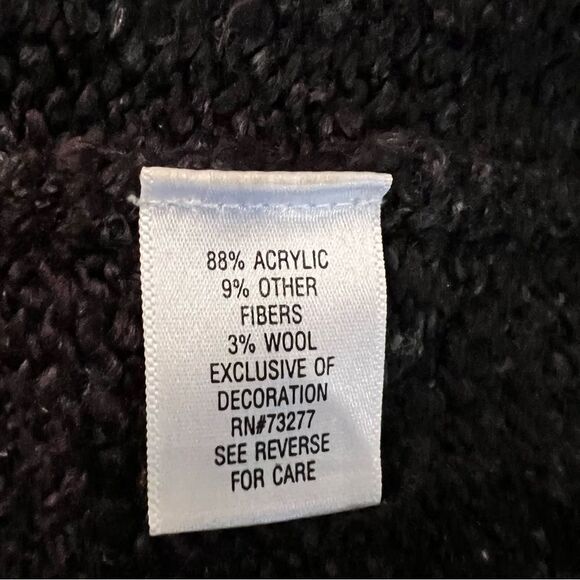 88% ACRYLIC
9% OTHER
FIBERS
3% WOOL
EXCLUSIVE OF
DECORATION
RN#73277
SEE REVERSE
FOR CARE